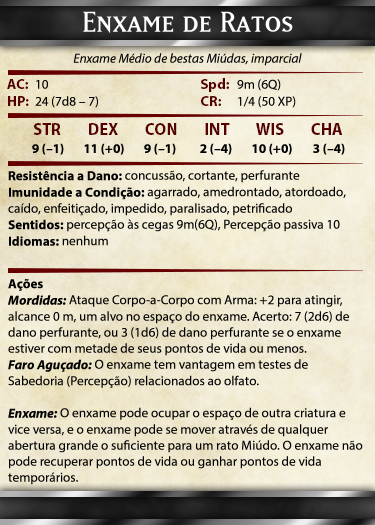 Enxame de Ratos
Enxame Médio de bestas Miúdas, imparcial
AC: 10 Spd: 9m (6Q)
HP: 24 (7d8 – 7) CR: 1/4 (50 XP)
STR DEX CON INT WIS CHA
9 (–1) 11 (+0) 9 (–1) 2 (–4) 10 (+0) 3 (–4)
Resistência a Dano: concussão, cortante, perfurante
Imunidade a Condição: agarrado, amedrontado, atordoado,
caído, enfeitiçado, impedido, paralisado, petrificado
Sentidos: percepção às cegas 9m(6Q), Percepção passiva 10
Idiomas: nenhum
Ações
Mordidas: Ataque Corpo-a-Corpo com Arma: +2 para atingir,
alcance 0 m, um alvo no espaço do enxame. Acerto: 7 (2d6) de
dano perfurante, ou 3 (1d6) de dano perfurante se o enxame
estiver com metade de seus pontos de vida ou menos.
Faro Aguçado: O enxame tem vantagem em testes de
Sabedoria (Percepção) relacionados ao olfato.
Enxame: O enxame pode ocupar o espaço de outra criatura e
vice versa, e o enxame pode se mover através de qualquer
abertura grande o suficiente para um rato Miúdo. O enxame não
pode recuperar pontos de vida ou ganhar pontos de vida
temporários.